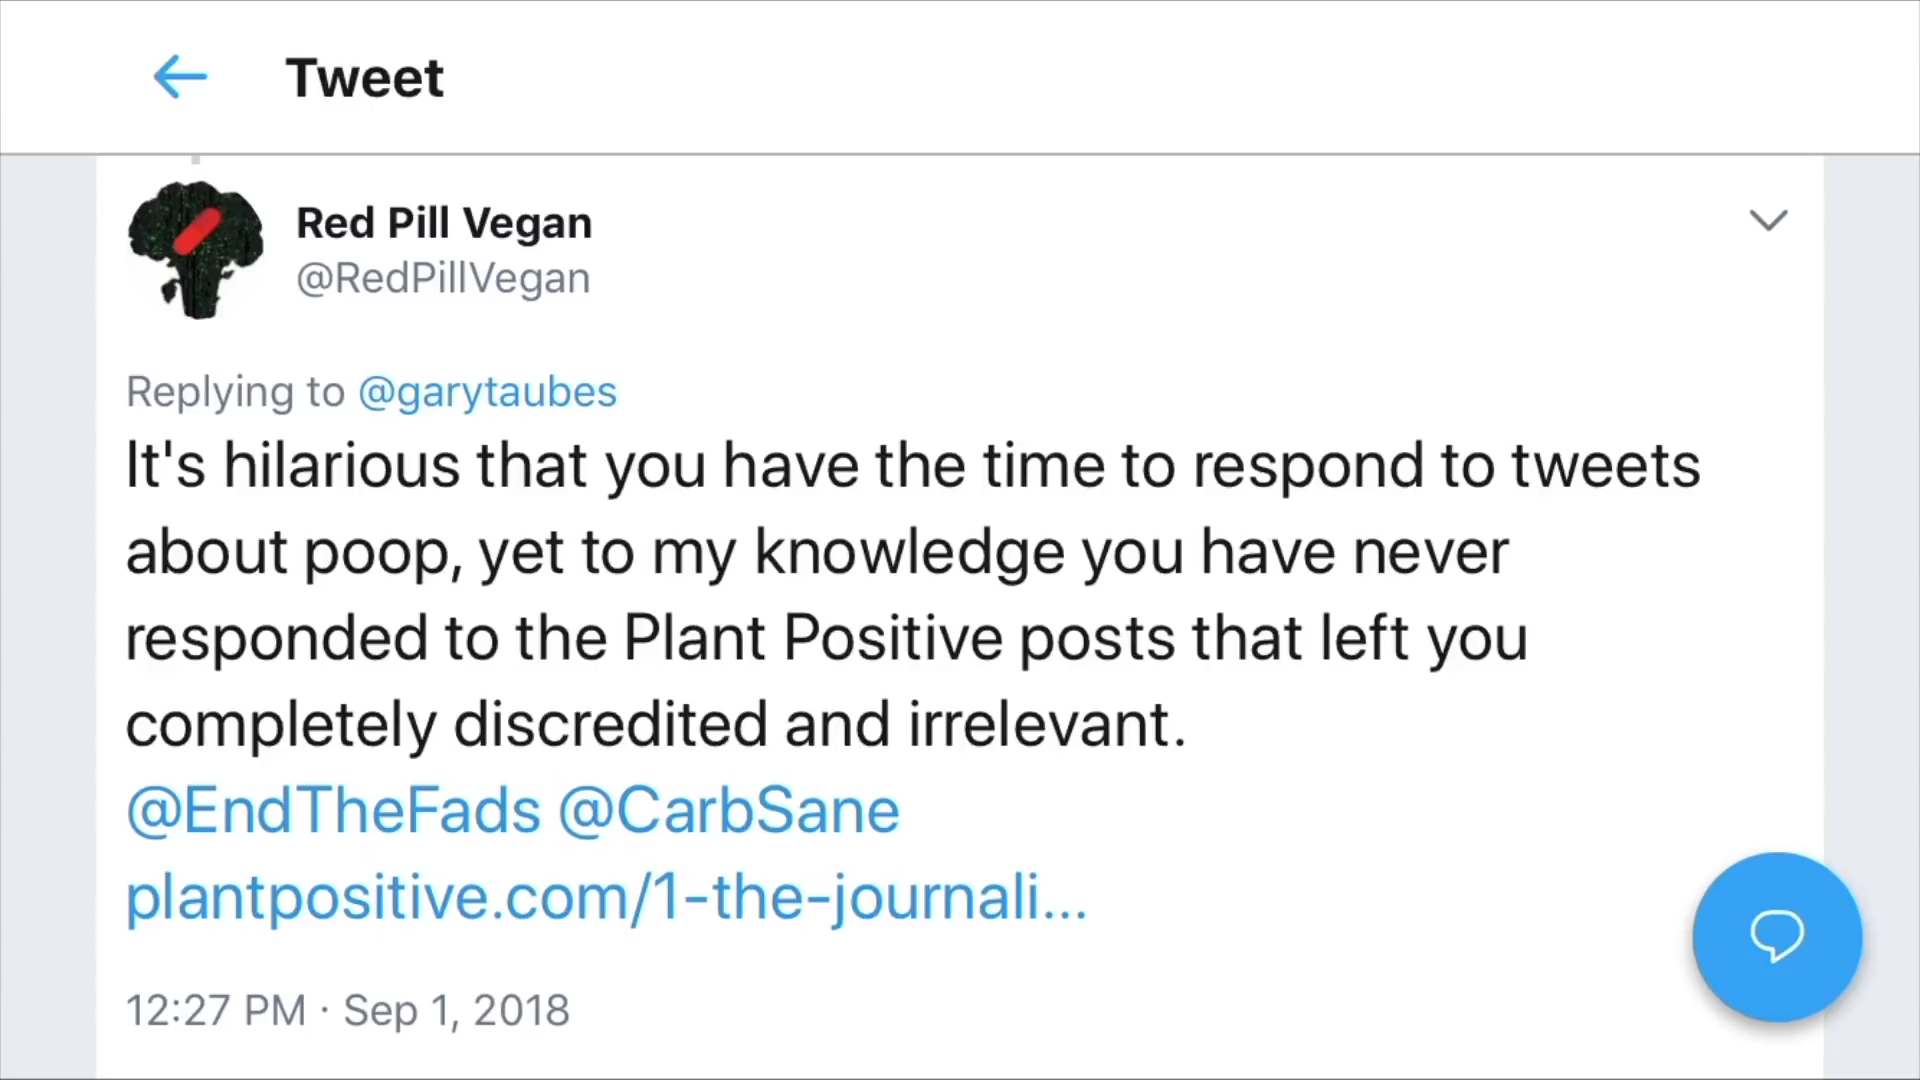 Tweet
Red Pill Vegan
@RedPillVegan
Replying to @garytaubes
It's hilarious that you have the time to respond to tweets
about poop, yet to my knowledge you have never
responded to the Plant Positive posts that left you
completely discredited and irrelevant.
@EndTheFads @CarbSane
plantpositive.com/1-the-journali...
12:27 PM · Sep 1, 2018